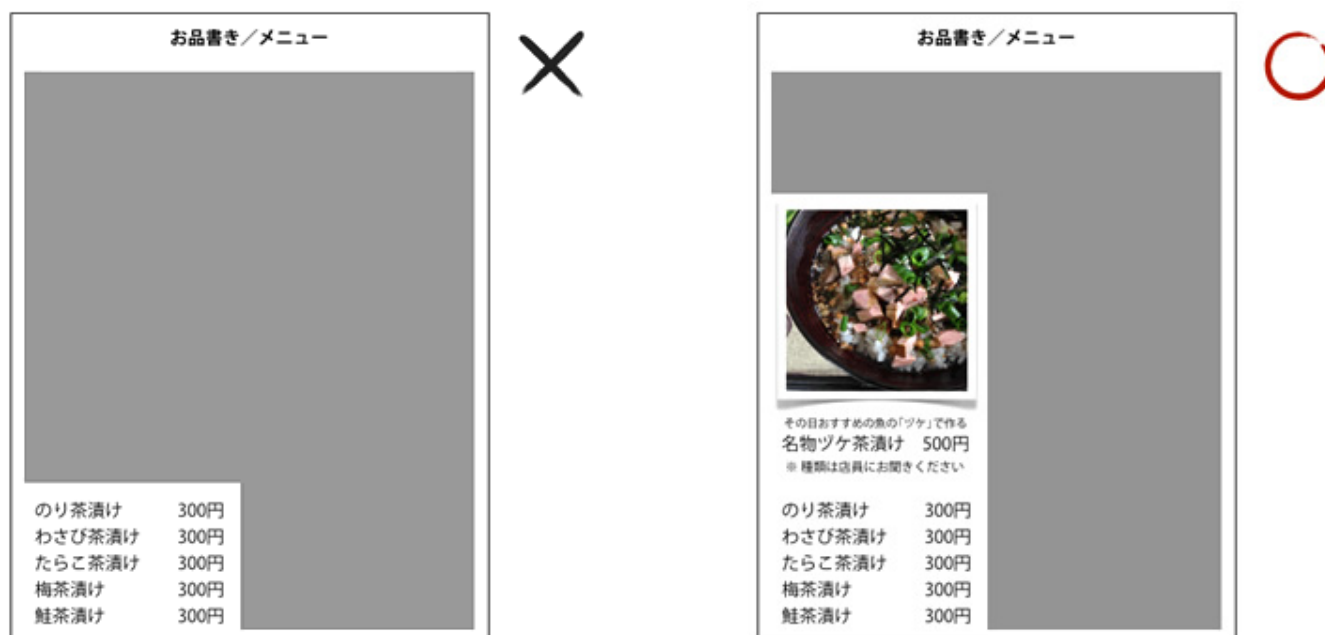 お品書き／メニュー
のり茶漬け 300円
わさび茶漬け 300円
たらこ茶漬け 300円
梅茶漬け 300円
鮭茶漬け 300円
お品書き／メニュー
その日おすすめの魚の「ヅケ」で作る
名物ヅケ茶漬け 500円
※ 種類は店員にお聞きください
のり茶漬け 300円
わさび茶漬け 300円
たらこ茶漬け 300円
梅茶漬け 300円
鮭茶漬け 300円